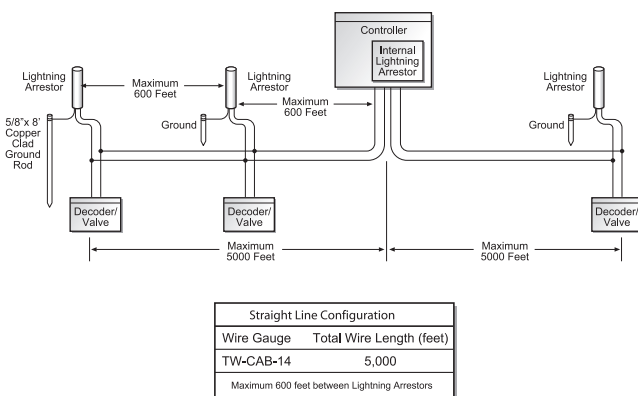 Controller
Internal
Lightning
Arrestor
Lightning
Arrestor
Maximum
600 Feet
Lightning
Arrestor
Maximum
600 Feet
Lightning
Arrestor
5/8"x 8'
Copper
Clad
Ground
Rod
Ground
Ground
Decoder/
Valve
Decoder/
Valve
Decoder/
Valve
Maximum
5000 Feet
Maximum
5000 Feet
Straight Line Configuration
Wire Gauge Total Wire Length (feet)
TW-CAB-14 5,000
Maximum 600 feet between Lightning Arrestors